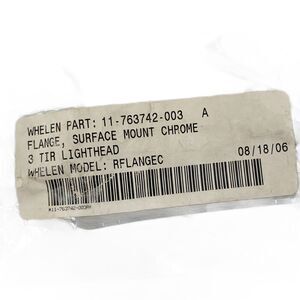 WHELEN PART: 11-763742-003 A
FLANGE, SURFACE MOUNT CHROME
3 TIR LIGHTHEAD
WHELEN MODEL: RFLANGEC 08/18/06